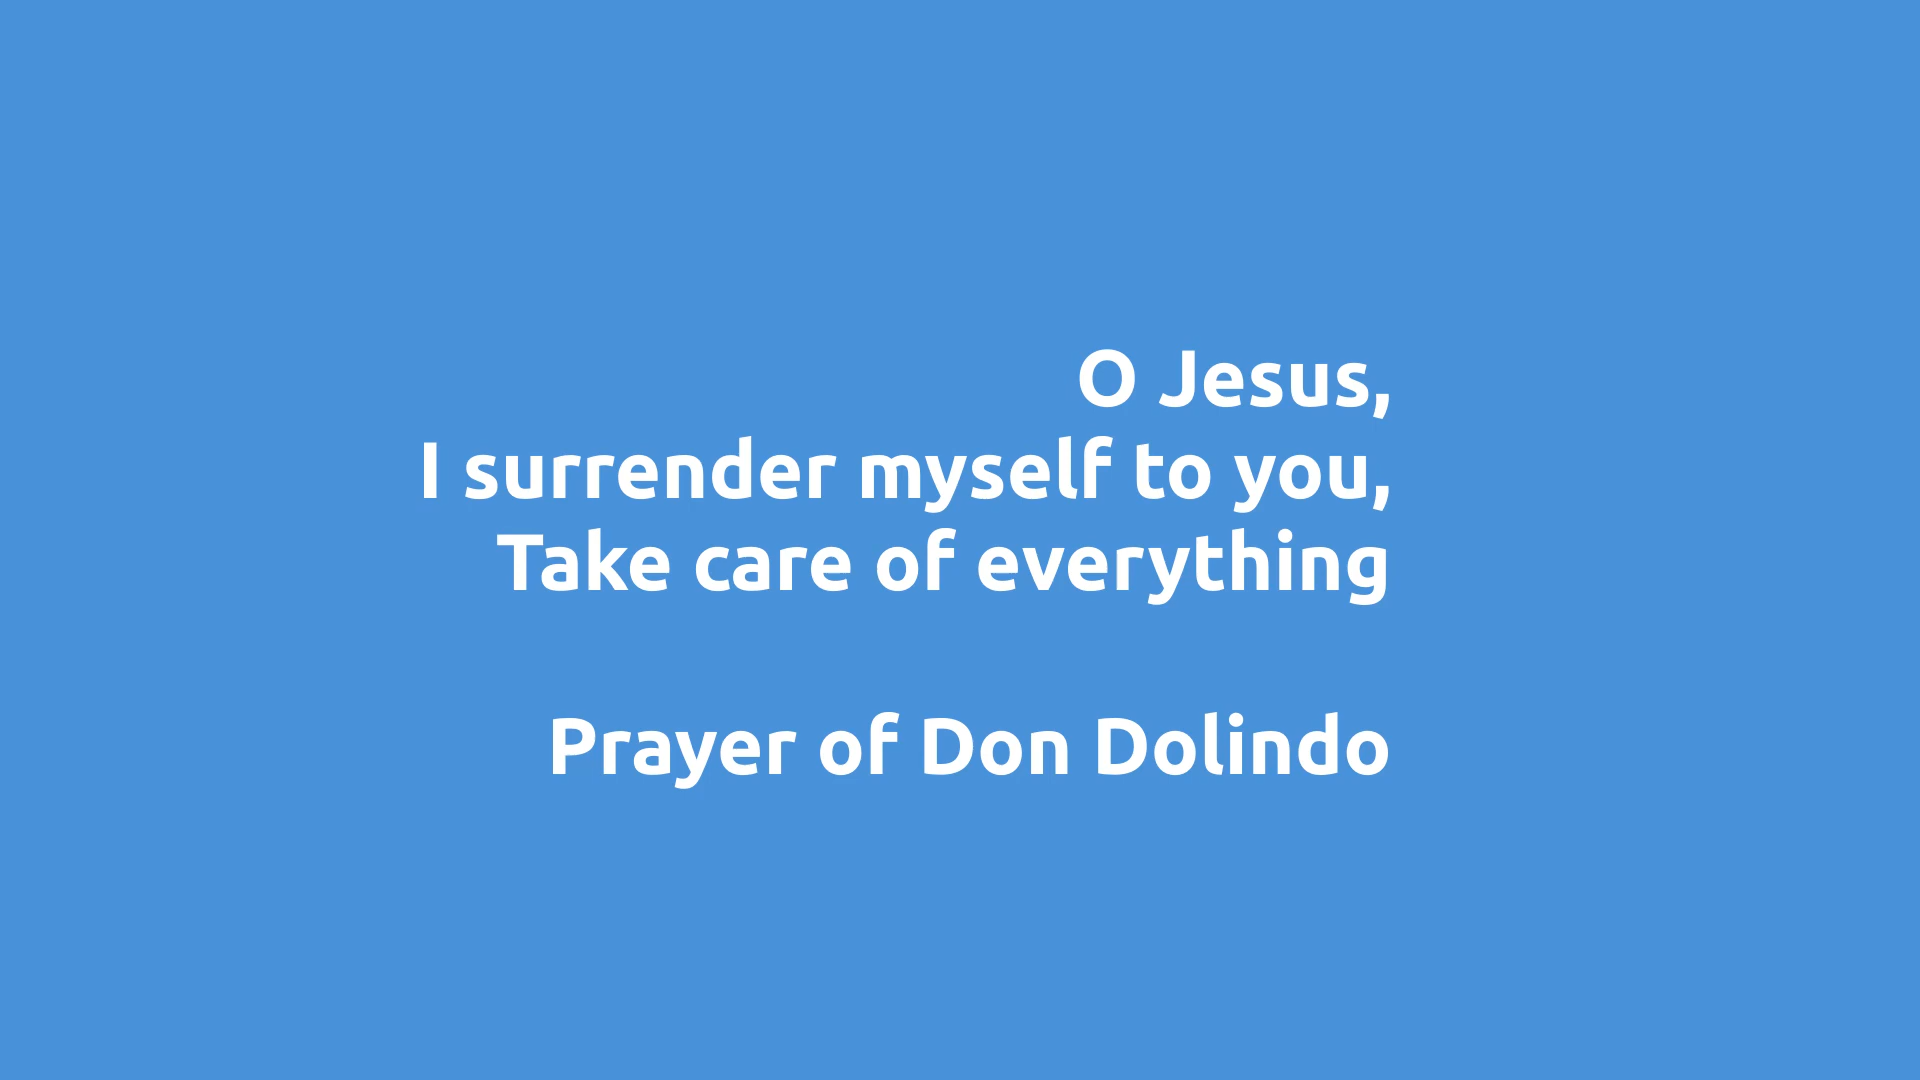 O Jesus,
I surrender myself to you,
Take care of everything
Prayer of Don Dolindo